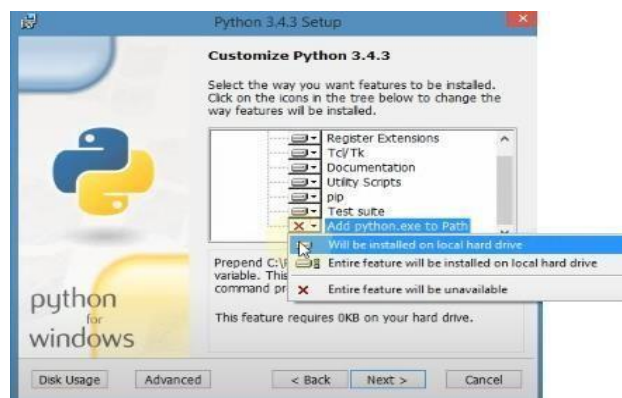 Python 3.4.3 Setup
Customize Python 3.4.3
Select the way you want features to be installed.
Click on the icons in the tree below to change the
way features will be installed.
Register Extensions
Tcl/Tk
Documentation
Utility Scripts
pip
Test suite
Add python.exe to Path
Will be installed on local hard drive
Entire feature will be installed on local hard drive
Entire feature will be unavailable
Prepend C:\
variable. This
command pr
This feature requires 0KB on your hard drive.
python
for
windows
Disk Usage
Advanced
< Back
Next >
Cancel